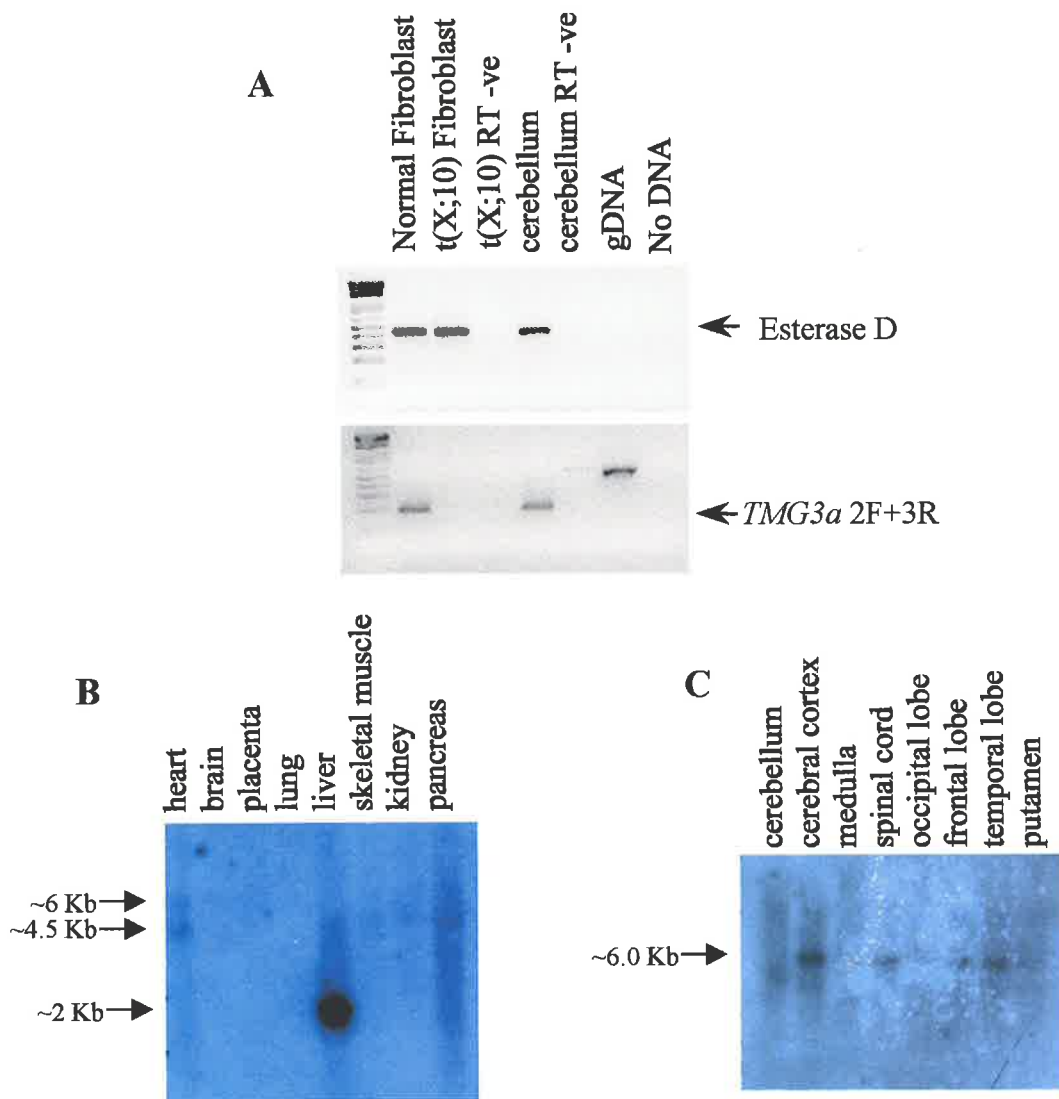 A
Normal Fibroblast
t(X;10) Fibroblast
t(X;10) RT -ve
cerebellum
cerebellum RT -ve
gDNA
No DNA
Esterase D
TMG3a 2F+3R
B
heart
brain
placenta
lung
liver
skeletal muscle
kidney
pancreas
~6 Kb
~4.5 Kb
~2 Kb
C
cerebellum
cerebral cortex
medulla
spinal cord
occipital lobe
frontal lobe
temporal lobe
putamen
~6.0 Kb